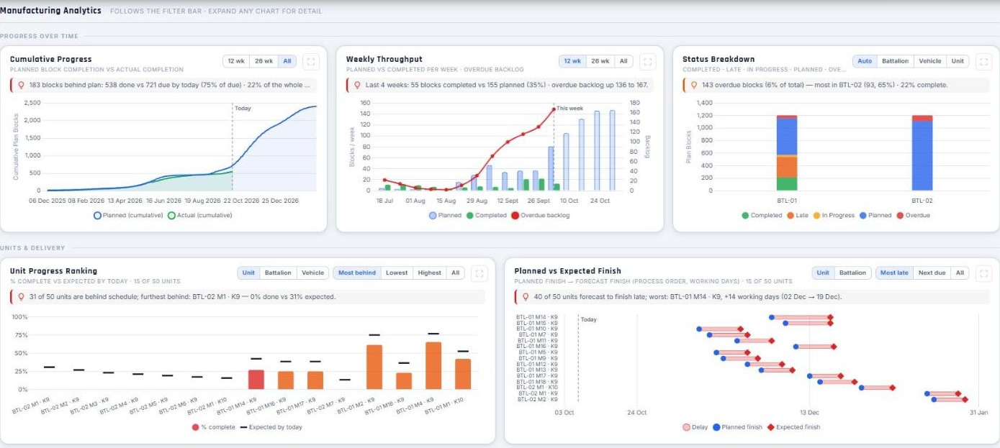 Manufacturing Analytics FOLLOWS THE FILTER BAR · EXPAND ANY CHART FOR DETAIL
PROGRESS OVER TIME
Cumulative Progress
12 wk 26 wk All
PLANNED BLOCK COMPLETION VS ACTUAL COMPLETION
183 blocks behind plan: 538 done vs 721 due by today (75% of due) · 22% of the whole ...
Cumulative Plan Blocks
2,500
2,000
1,500
1,000
500
0
Today
06 Dec 2025 08 Feb 2026 13 Apr 2026 16 Jun 2026 19 Aug 2026 22 Oct 2026 25 Dec 2026
Planned (cumulative) Actual (cumulative)
Weekly Throughput
12 wk 26 wk All
PLANNED VS COMPLETED PER WEEK · OVERDUE BACKLOG
Last 4 weeks: 55 blocks completed vs 155 planned (35%) · overdue backlog up 136 to 167.
Blocks / week
160
140
120
100
80
60
40
20
0
This week
180
160
140
120
100
80
60
40
20
0
Backlog
18 Jul 01 Aug 15 Aug 29 Aug 12 Sept 26 Sept 10 Oct 24 Oct
Planned Completed Overdue backlog
Status Breakdown
Auto Battalion Vehicle Unit
COMPLETED · LATE · IN PROGRESS · PLANNED · OVE...
143 overdue blocks (6% of total) — most in BTL-02 (93, 65%) · 22% complete.
Plan Blocks
1,400
1,200
1,000
800
600
400
200
0
BTL-01 BTL-02
Completed Late In Progress Planned Overdue
UNITS & DELIVERY
Unit Progress Ranking
Unit Battalion Vehicle Most behind Lowest Highest All
% COMPLETE VS EXPECTED BY TODAY · 15 OF 50 UNITS
31 of 50 units are behind schedule; furthest behind: BTL-02 M1 · K9 — 0% done vs 31% expected.
100%
75%
50%
25%
0%
BTL-02 M1 · K9
BTL-02 M2 · K9
BTL-02 M3 · K9
BTL-02 M4 · K9
BTL-02 M5 · K9
BTL-02 M6 · K9
BTL-02 M1 · K10
BTL-01 M14 · K9
BTL-01 M16 · K9
BTL-01 M17 · K9
BTL-02 M7 · K9
BTL-01 M2 · K9
BTL-01 M18 · K9
BTL-01 M4 · K9
BTL-01 M1 · K10
% complete Expected by today
Planned vs Expected Finish
Unit Battalion Most late Next due All
PLANNED FINISH → FORECAST FINISH (PROCESS ORDER, WORKING DAYS) · 15 OF 50 UNITS
40 of 50 units forecast to finish late; worst: BTL-01 M14 · K9, +14 working days (02 Dec → 19 Dec).
BTL-01 M14 · K9
BTL-01 M15 · K9
BTL-01 M10 · K9
BTL-01 M7 · K9
BTL-01 M11 · K9
BTL-01 M16 · K9
BTL-01 M5 · K9
BTL-01 M9 · K9
BTL-01 M12 · K9
BTL-01 M13 · K9
BTL-01 M17 · K9
BTL-01 M18 · K9
BTL-02 M1 · K10
BTL-02 M1 · K9
BTL-02 M2 · K9
Today
03 Oct 24 Oct 13 Dec 31 Jan
Delay Planned finish Expected finish